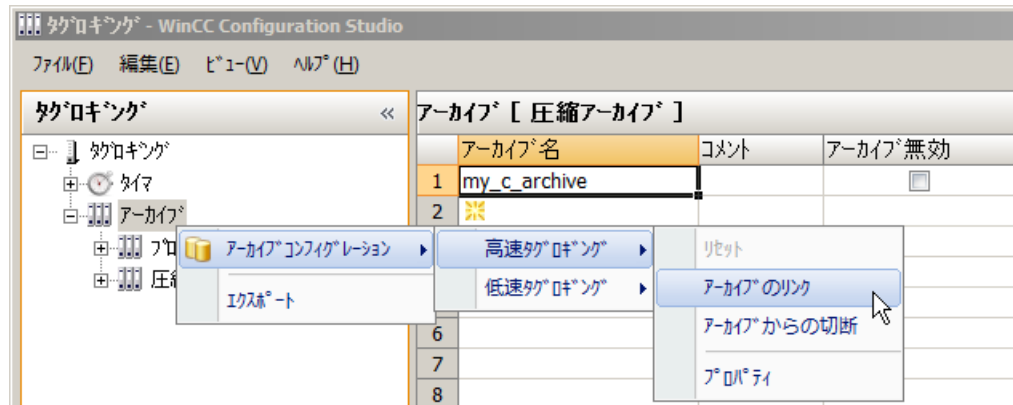 ﾀｸﾞﾛｷﾞﾝｸﾞ - WinCC Configuration Studio
ﾌｧｲﾙ(F) 編集(E) ﾋﾞｭｰ(V) ﾍﾙﾌﾟ(H)
ﾀｸﾞﾛｷﾞﾝｸﾞ «
ｱｰｶｲﾌﾞ [ 圧縮ｱｰｶｲﾌﾞ ]
ﾀｸﾞﾛｷﾞﾝｸﾞ
ﾀｲﾏ
ｱｰｶｲﾌﾞ
ｱｰｶｲﾌﾞ名 ｺﾒﾝﾄ ｱｰｶｲﾌﾞ無効
1 my_c_archive
2
ｱｰｶｲﾌﾞｺﾝﾌｨｸﾞﾚｰｼｮﾝ
ｴｸｽﾎﾟｰﾄ
高速ﾀｸﾞﾛｷﾞﾝｸﾞ
低速ﾀｸﾞﾛｷﾞﾝｸﾞ
ﾘｾｯﾄ
ｱｰｶｲﾌﾞのﾘﾝｸ
ｱｰｶｲﾌﾞからの切断
ﾌﾟﾛﾊﾟﾃｨ
6
7
8